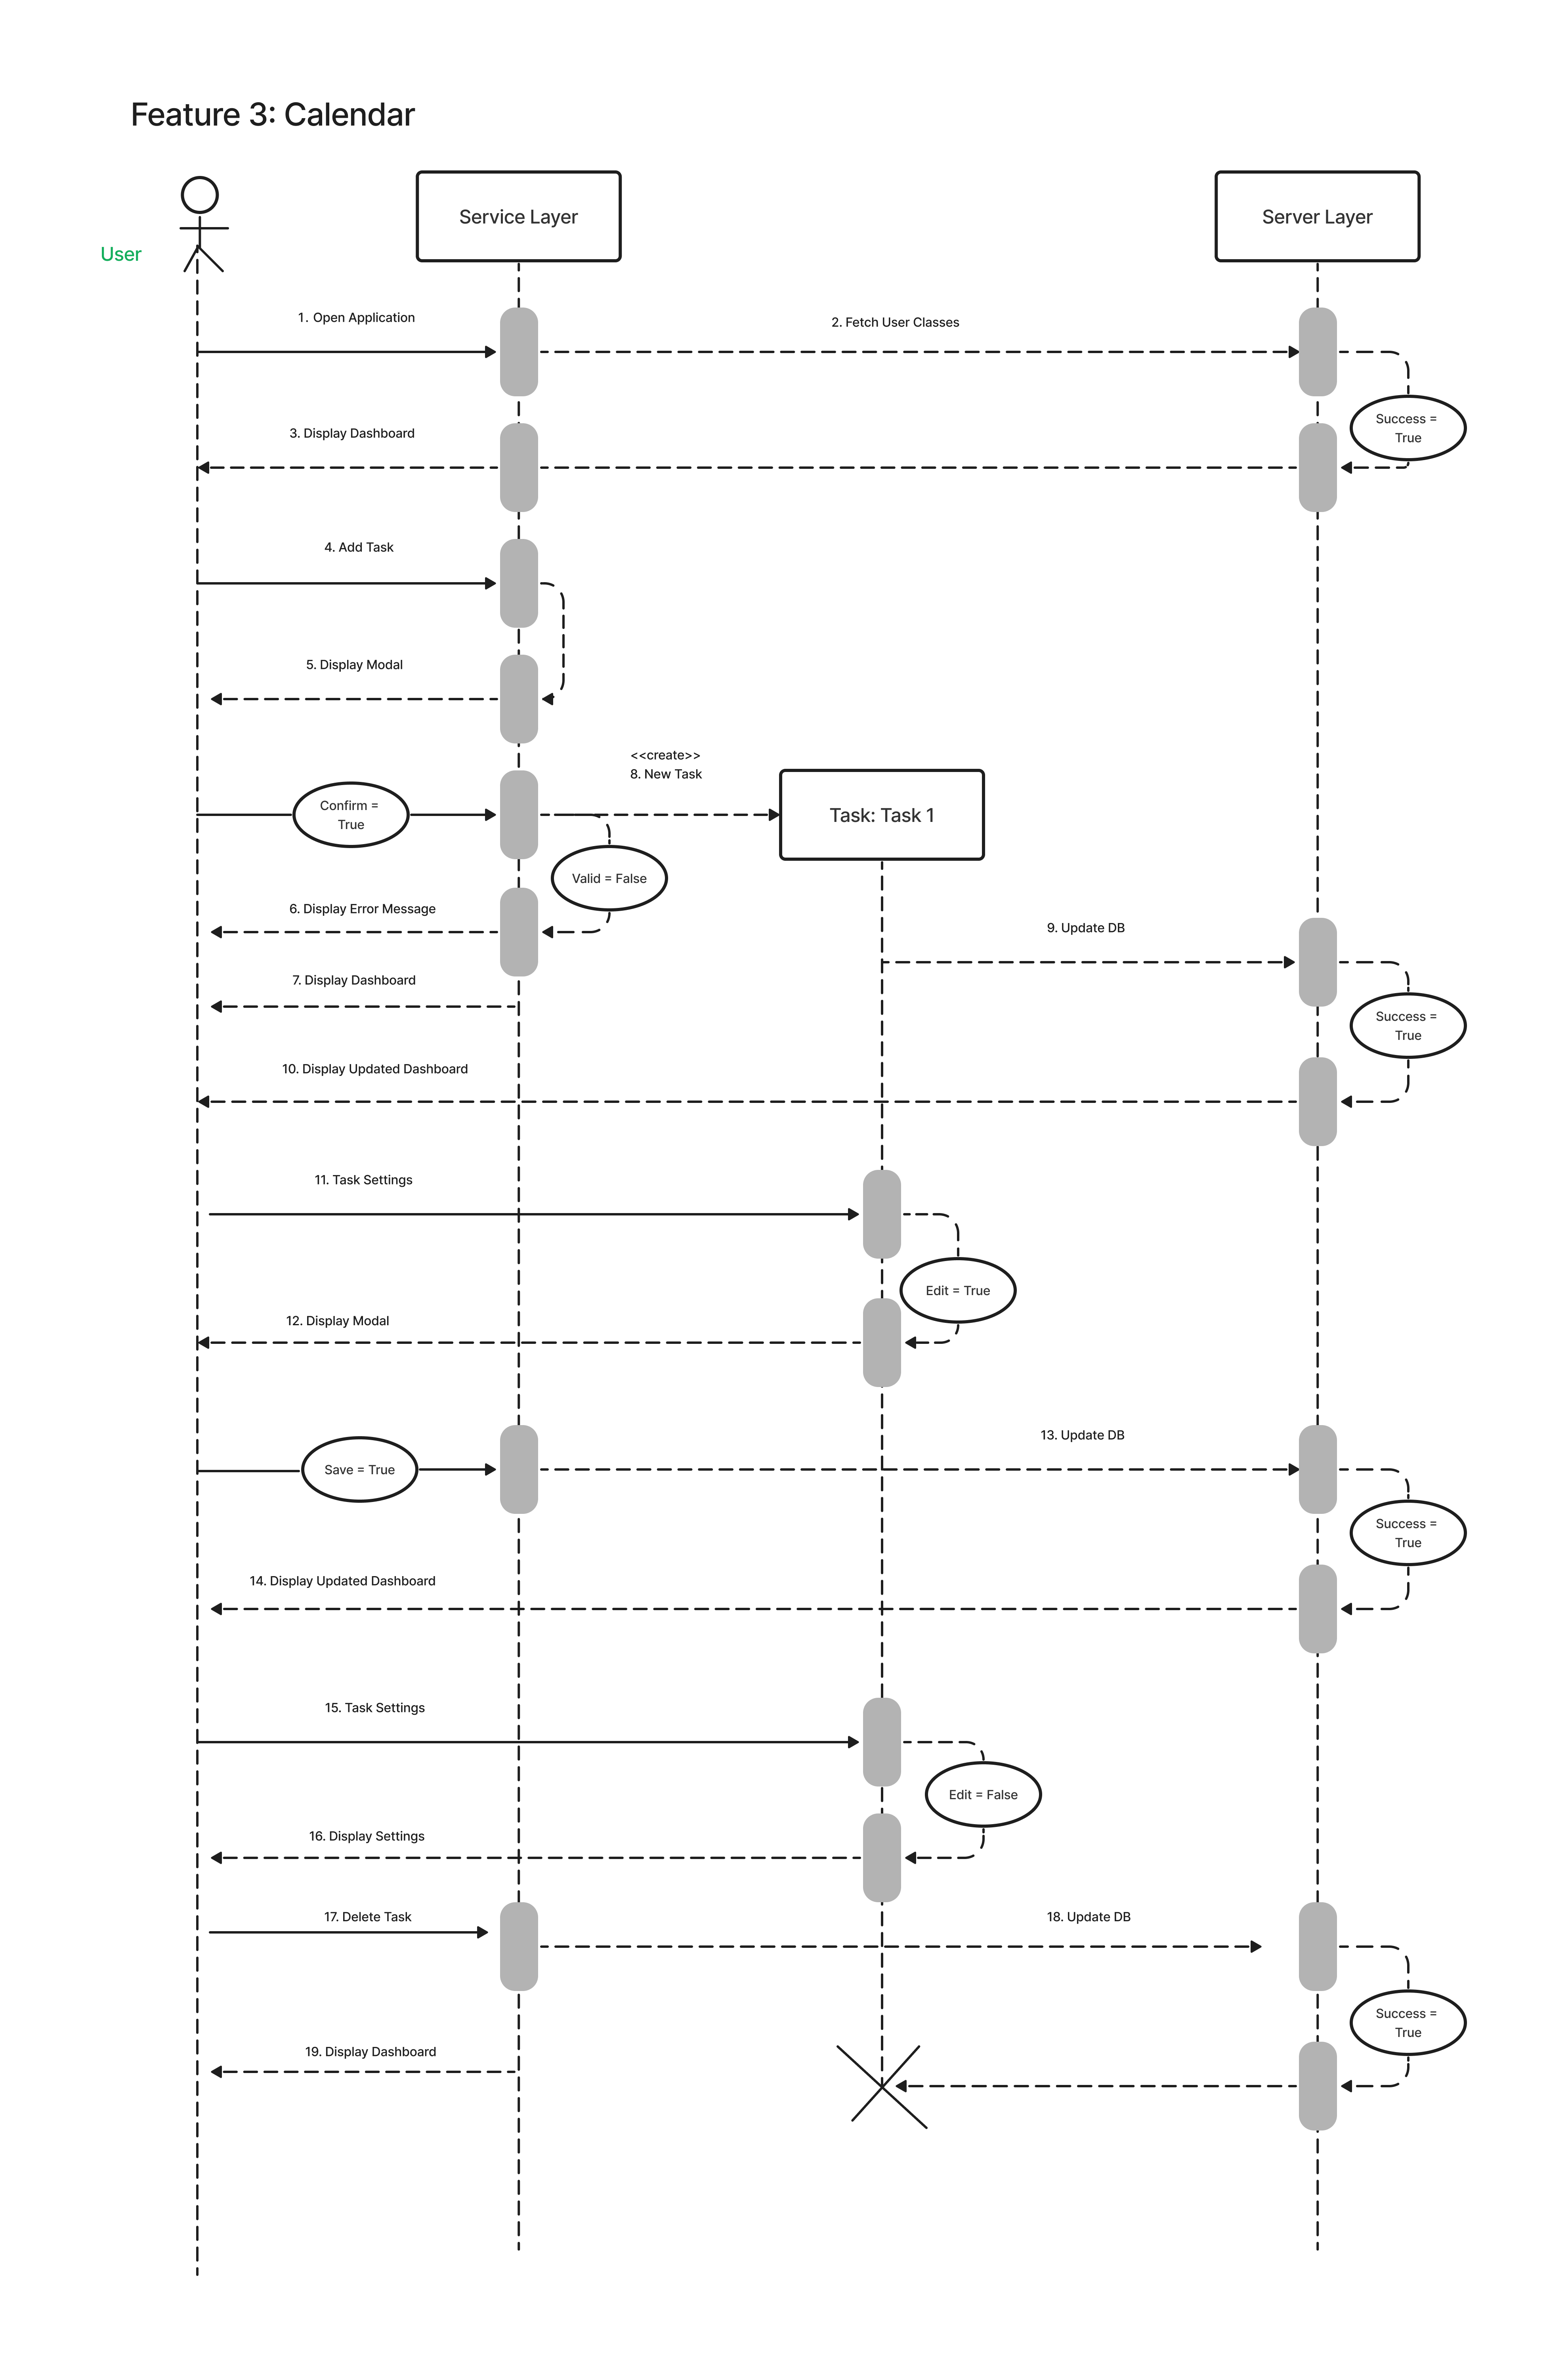 Feature 3: Calendar
Service Layer
Server Layer
User
1. Open Application
2. Fetch User Classes
Success =
True
3. Display Dashboard
4. Add Task
5. Display Modal
<<create>>
8. New Task
Confirm =
True
Task: Task 1
Valid = False
6. Display Error Message
9. Update DB
7. Display Dashboard
Success =
True
10. Display Updated Dashboard
11. Task Settings
Edit = True
12. Display Modal
13. Update DB
Save = True
Success =
True
14. Display Updated Dashboard
15. Task Settings
Edit = False
16. Display Settings
17. Delete Task
18. Update DB
Success =
True
19. Display Dashboard